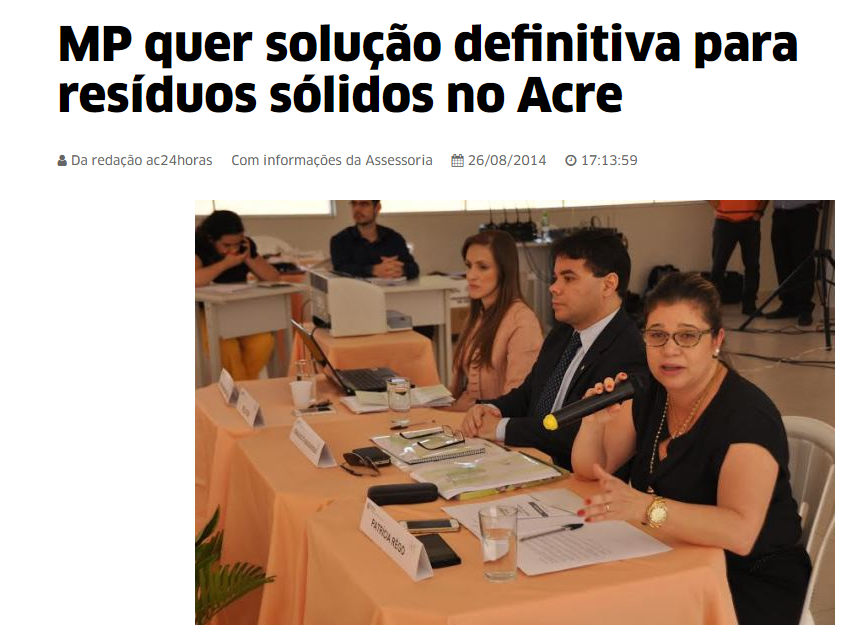 MP quer solução definitiva para
resíduos sólidos no Acre
Da redação ac24horas Com informações da Assessoria 26/08/2014 17:13:59
PATRÍCIA RÊGO